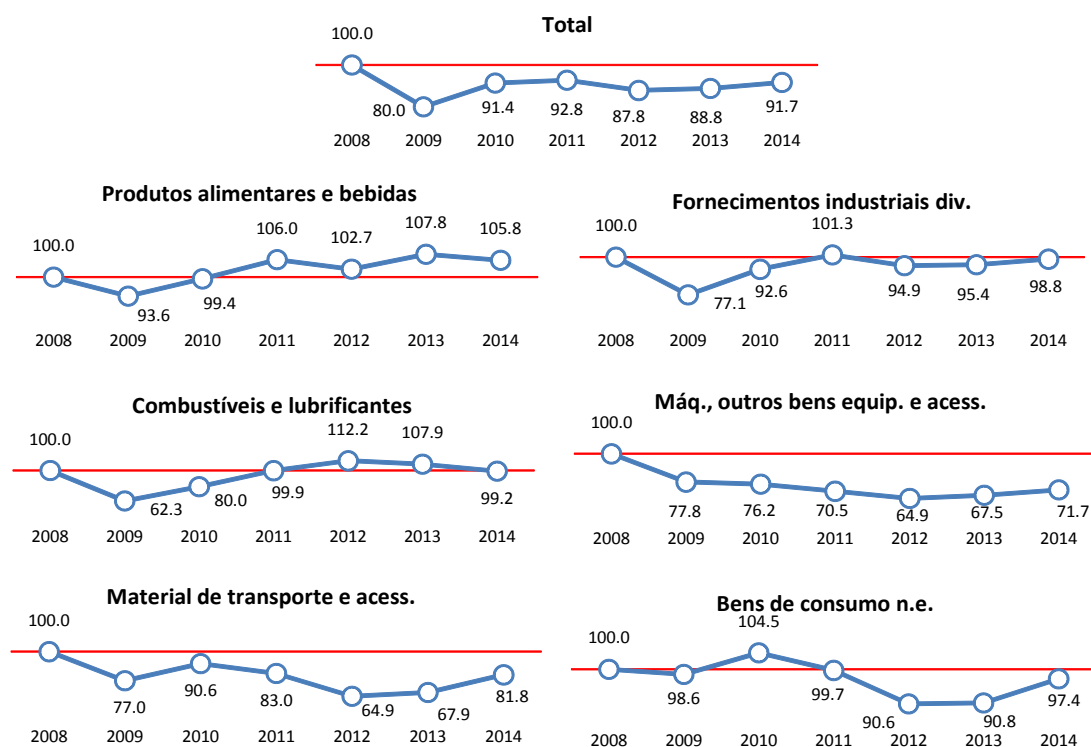 Total
100.0
80.0 91.4 92.8 87.8 88.8 91.7
2008 2009 2010 2011 2012 2013 2014
Produtos alimentares e bebidas
100.0 93.6 99.4 106.0 102.7 107.8 105.8
2008 2009 2010 2011 2012 2013 2014
Fornecimentos industriais div.
100.0 77.1 92.6 101.3 94.9 95.4 98.8
2008 2009 2010 2011 2012 2013 2014
Combustíveis e lubrificantes
100.0 62.3 80.0 99.9 112.2 107.9 99.2
2008 2009 2010 2011 2012 2013 2014
Máq., outros bens equip. e acess.
100.0 77.8 76.2 70.5 64.9 67.5 71.7
2008 2009 2010 2011 2012 2013 2014
Material de transporte e acess.
100.0 77.0 90.6 83.0 64.9 67.9 81.8
2008 2009 2010 2011 2012 2013 2014
Bens de consumo n.e.
100.0 98.6 104.5 99.7 90.6 90.8 97.4
2008 2009 2010 2011 2012 2013 2014